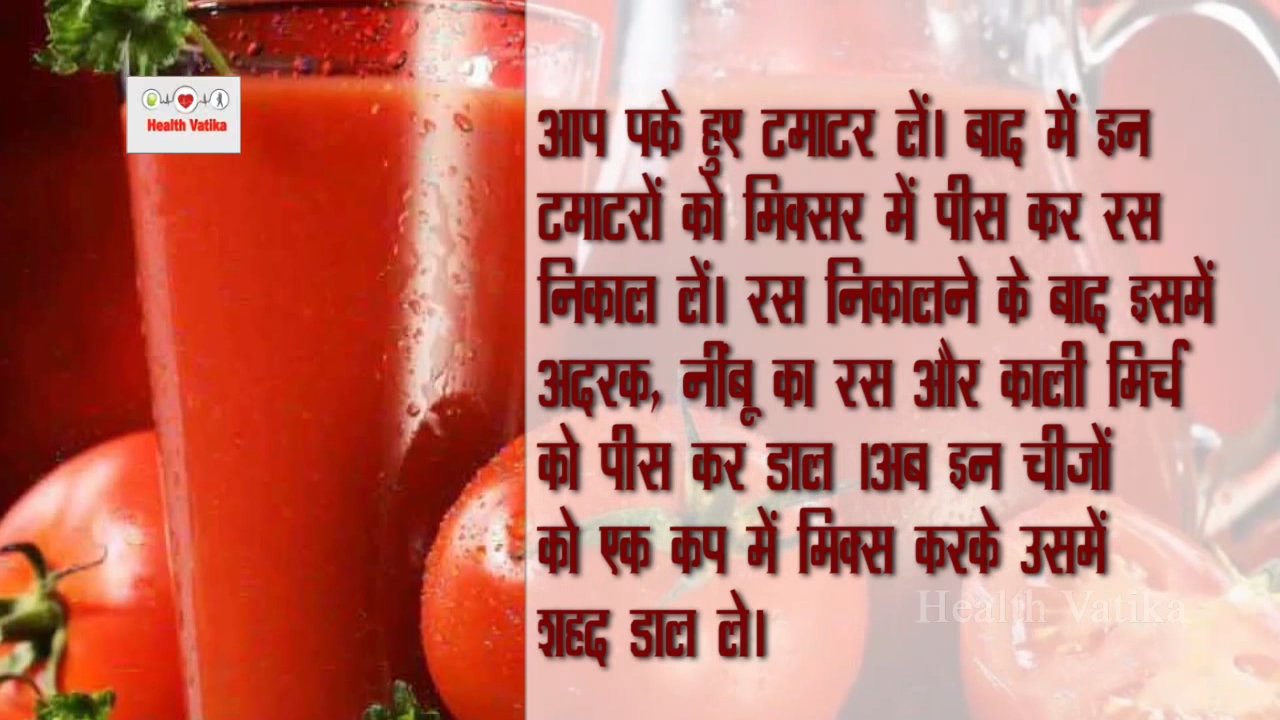 Health Vatika
आप पके हुए टमाटर लें। बाद में इन
टमाटरों को मिक्सर में पीस कर रस
निकाल लें। रस निकालने के बाद इसमें
अदरक, नींबू का रस और काली मिर्च
को पीस कर डाल ।अब इन चीजों
को एक कप में मिक्स करके उसमें
शहद डाल ले।
Health Vatika